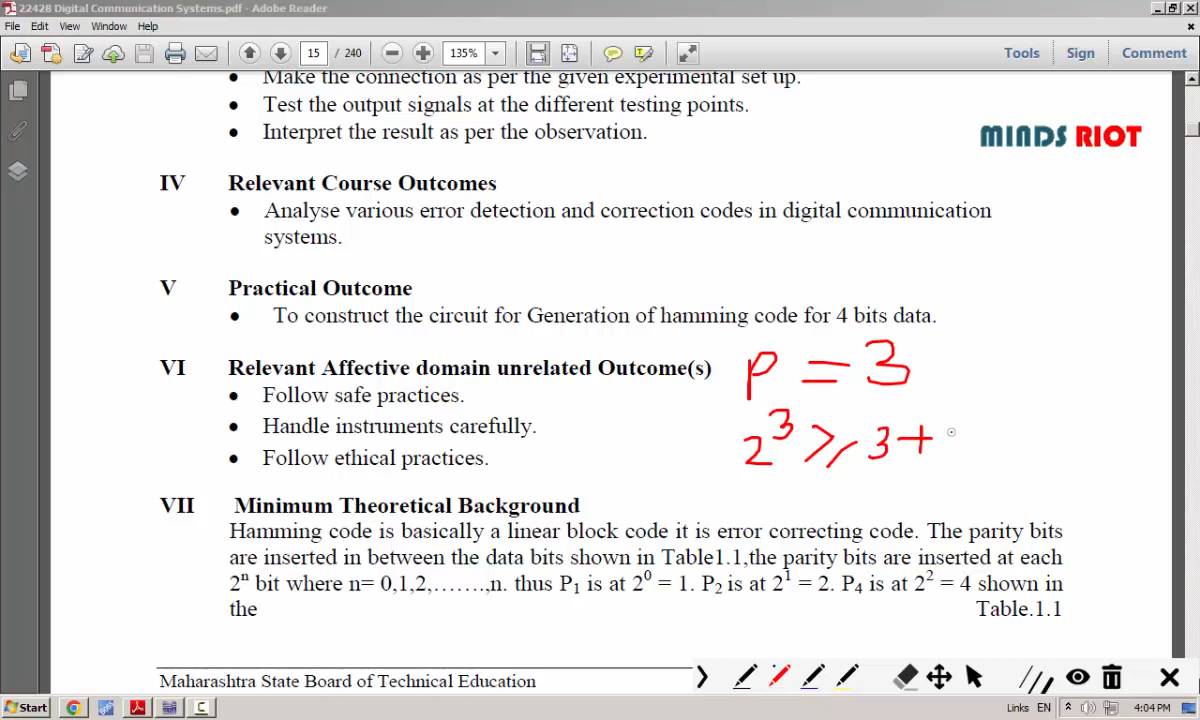 22428 Digital Communication Systems.pdf - Adobe Reader
File Edit View Window Help
15 / 240 135% Tools Sign Comment
• Make the connection as per the given experimental set up.
• Test the output signals at the different testing points.
• Interpret the result as per the observation.
MINDS RIOT
IV Relevant Course Outcomes
• Analyse various error detection and correction codes in digital communication
systems.
V Practical Outcome
• To construct the circuit for Generation of hamming code for 4 bits data.
VI Relevant Affective domain unrelated Outcome(s)
P = 3
• Follow safe practices.
• Handle instruments carefully.
2³ ≥ 3 +
• Follow ethical practices.
VII Minimum Theoretical Background
Hamming code is basically a linear block code it is error correcting code. The parity bits
are inserted in between the data bits shown in Table1.1,the parity bits are inserted at each
2ⁿ bit where n= 0,1,2,.......,n. thus P₁ is at 2⁰ = 1. P₂ is at 2¹ = 2. P₄ is at 2² = 4 shown in
the Table.1.1
Maharashtra State Board of Technical Education
Start Links EN 4:04 PM